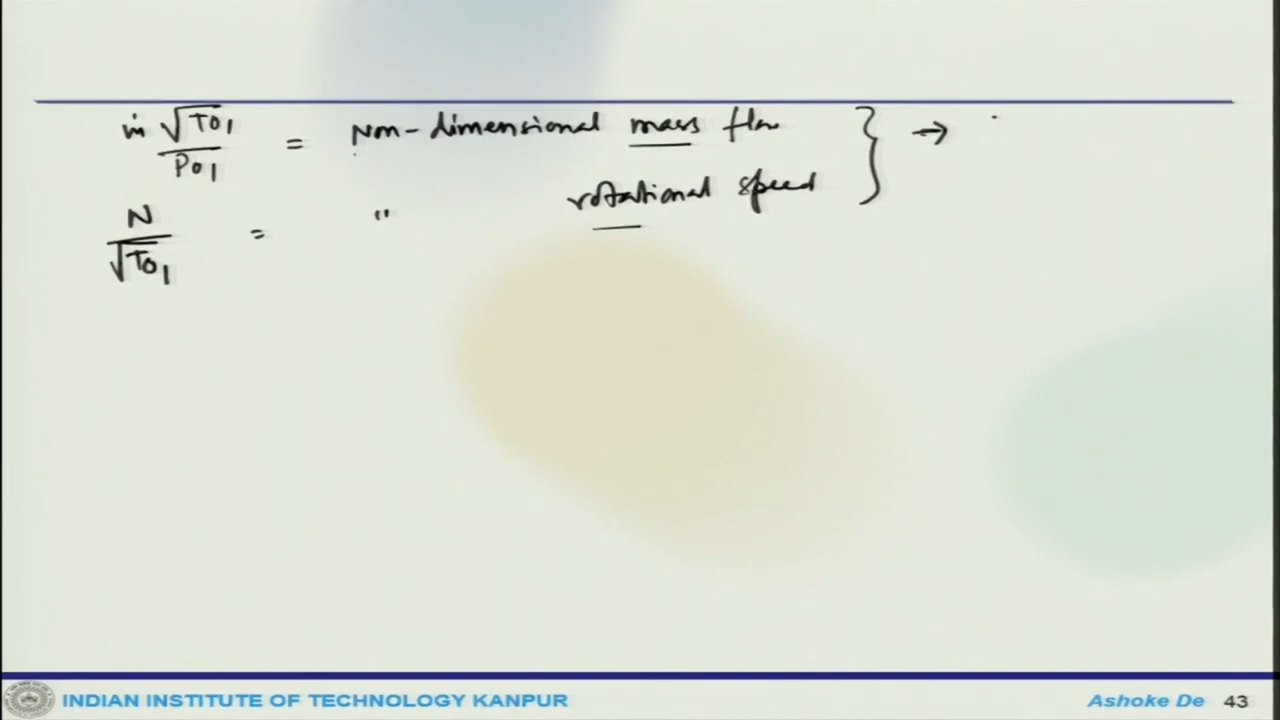 ṁ √T01 / P01 = Non-dimensional mass flow } →
N / √T01 = " rotational speed
INDIAN INSTITUTE OF TECHNOLOGY KANPUR
Ashoke De 43